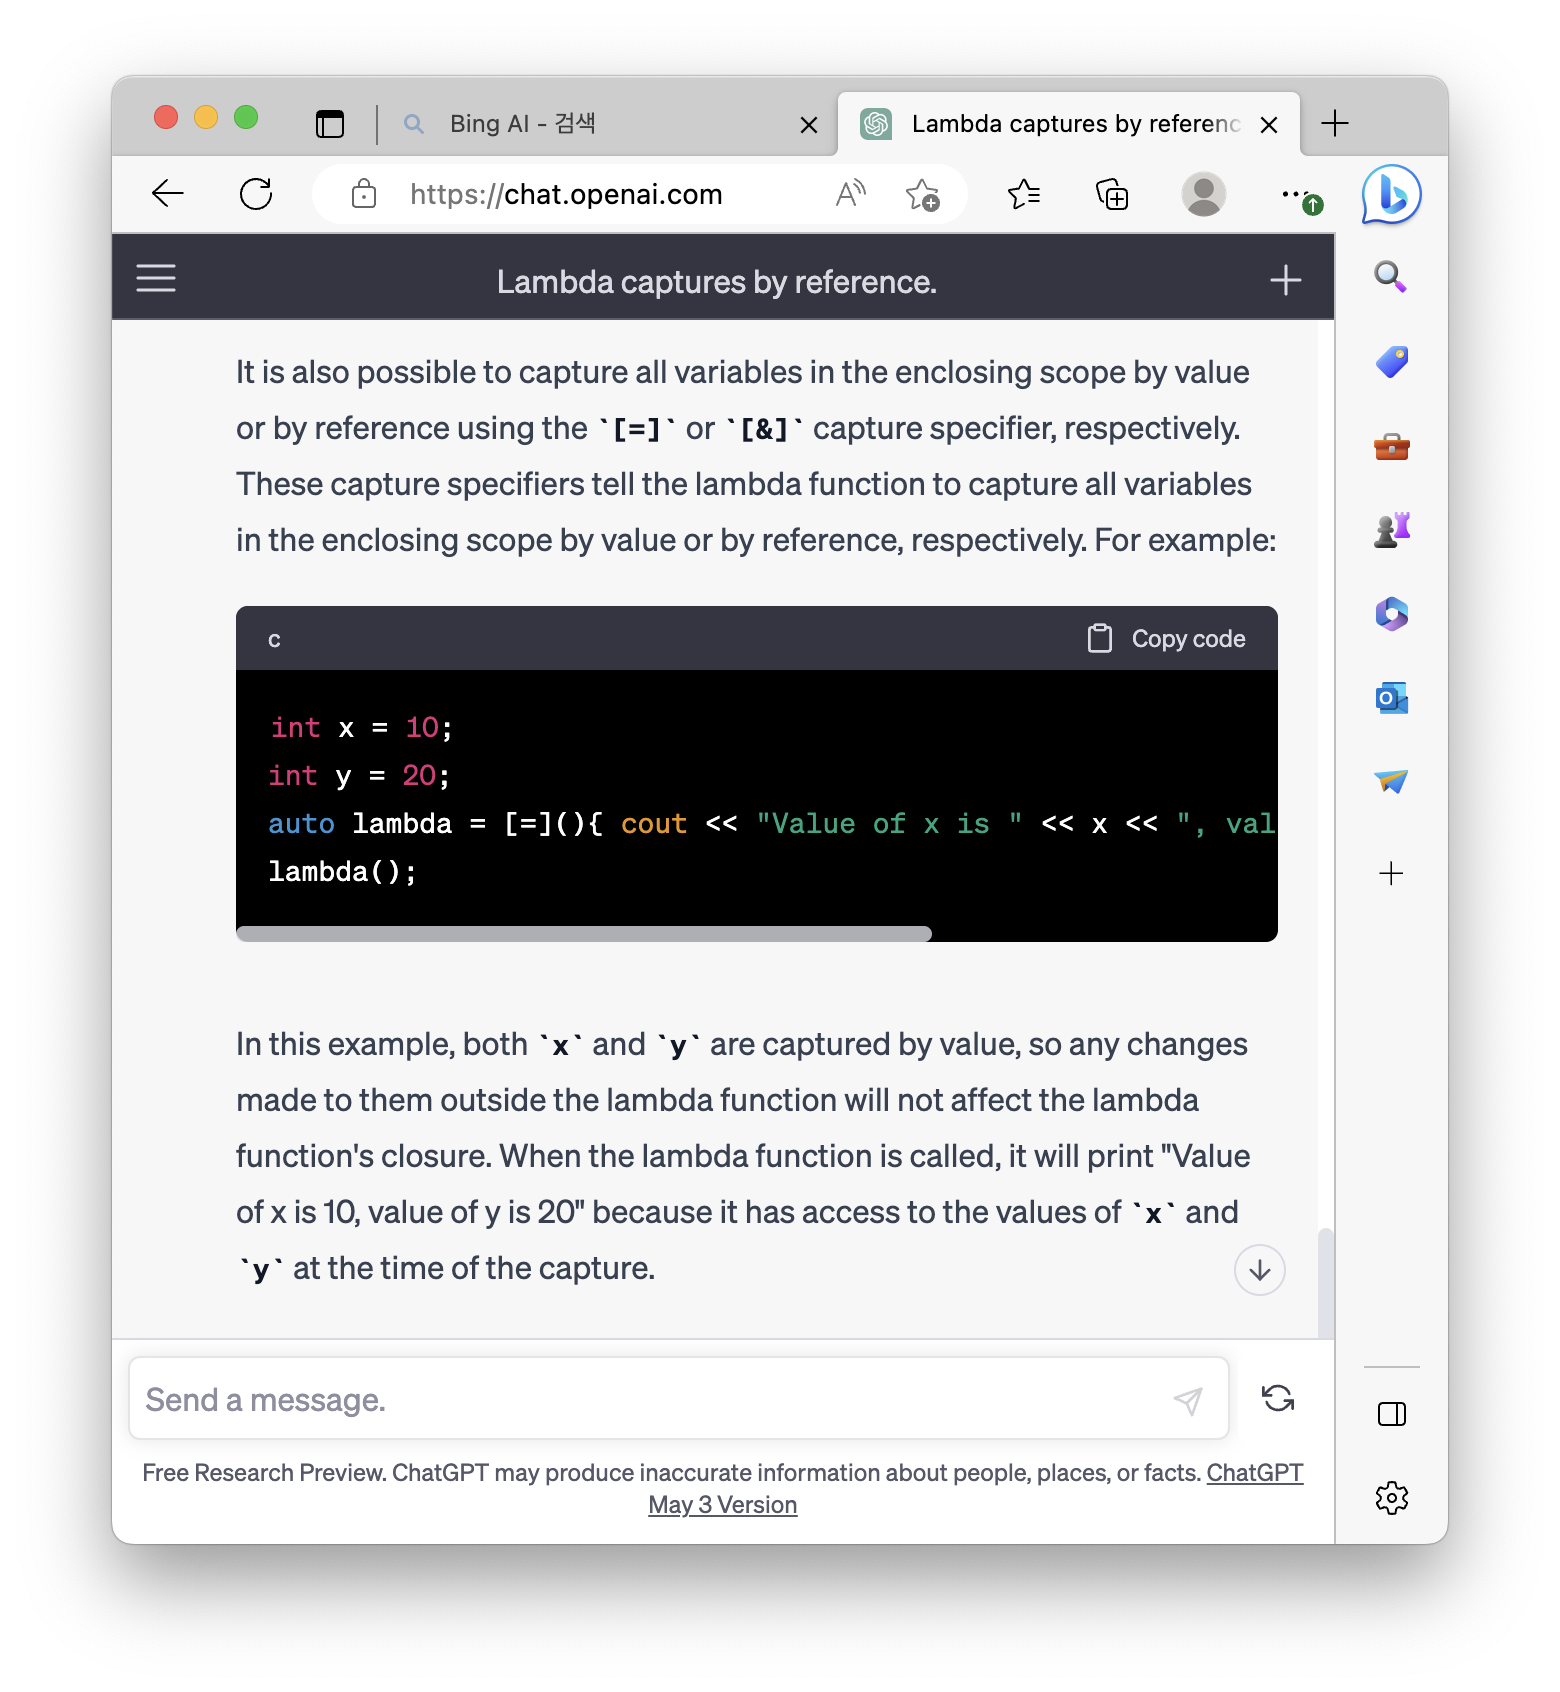 Bing AI - 검색
Lambda captures by referenc
https://chat.openai.com
Lambda captures by reference.
It is also possible to capture all variables in the enclosing scope by value
or by reference using the `[=]` or `[&]` capture specifier, respectively.
These capture specifiers tell the lambda function to capture all variables
in the enclosing scope by value or by reference, respectively. For example:
c
Copy code
int x = 10;
int y = 20;
auto lambda = [=](){ cout << "Value of x is " << x << ", val
lambda();
In this example, both `x` and `y` are captured by value, so any changes
made to them outside the lambda function will not affect the lambda
function's closure. When the lambda function is called, it will print "Value
of x is 10, value of y is 20" because it has access to the values of `x` and
`y` at the time of the capture.
Send a message.
Free Research Preview. ChatGPT may produce inaccurate information about people, places, or facts. ChatGPT
May 3 Version